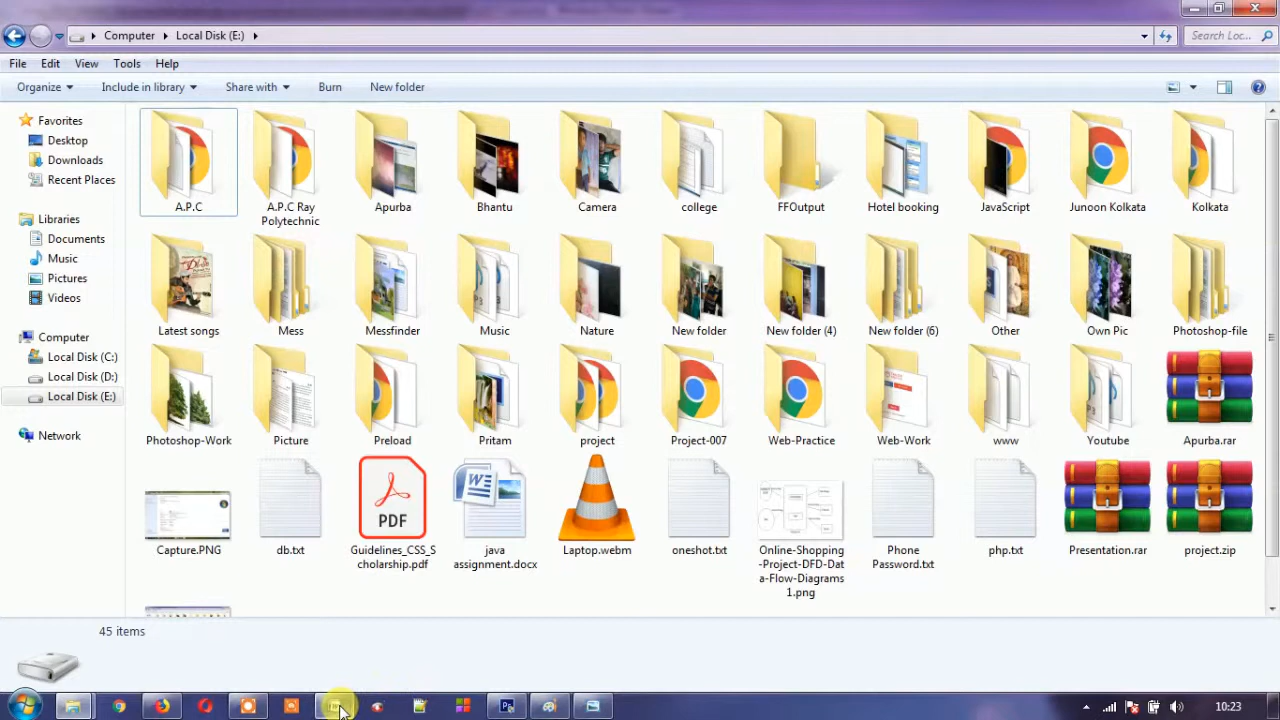 Computer
Local Disk (E:)
Search Loc...
File Edit View Tools Help
Organize
Include in library
Share with
Burn
New folder
Favorites
Desktop
Downloads
Recent Places
Libraries
Documents
Music
Pictures
Videos
Computer
Local Disk (C:)
Local Disk (D:)
Local Disk (E:)
Network
A.P.C
A.P.C Ray
Polytechnic
Apurba
Bhantu
Camera
college
FFOutput
Hotel booking
JavaScript
Junoon Kolkata
Kolkata
Latest songs
Mess
Messfinder
Music
Nature
New folder
New folder (4)
New folder (6)
Other
Own Pic
Photoshop-file
Photoshop-Work
Picture
Preload
Pritam
project
Project-007
Web-Practice
Web-Work
www
Youtube
Apurba.rar
Capture.PNG
db.txt
PDF
Guidelines_CSS_S
cholarship.pdf
java
assignment.docx
Laptop.webm
oneshot.txt
Online-Shopping
-Project-DFD-Dat
a-Flow-Diagrams
1.png
Phone
Password.txt
php.txt
Presentation.rar
project.zip
45 items
10:23